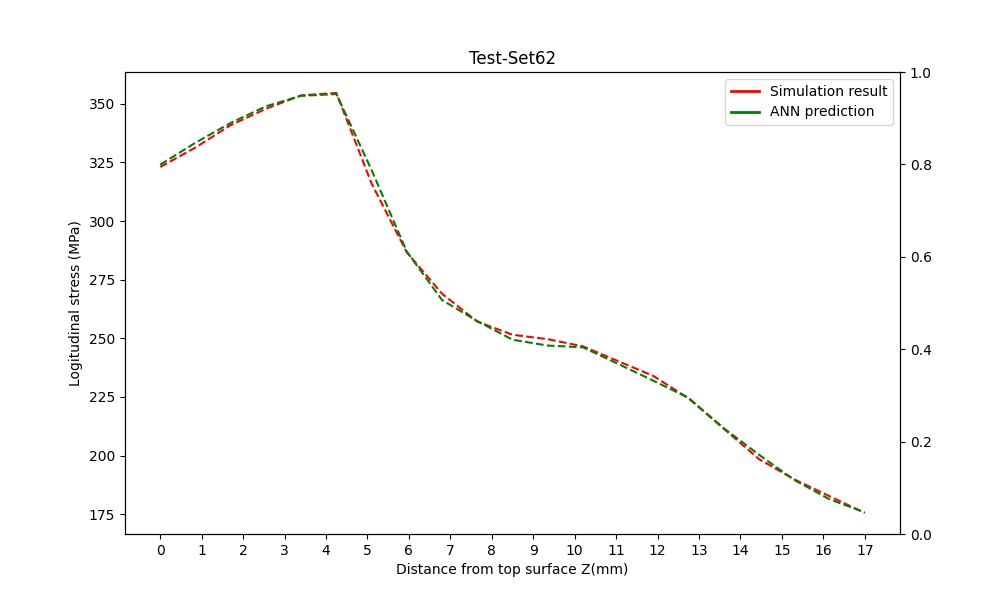 Test-Set62
Simulation result
ANN prediction
350
325
300
275
250
225
200
175
Logitudinal stress (MPa)
1.0
0.8
0.6
0.4
0.2
0.0
0 1 2 3 4 5 6 7 8 9 10 11 12 13 14 15 16 17
Distance from top surface Z(mm)